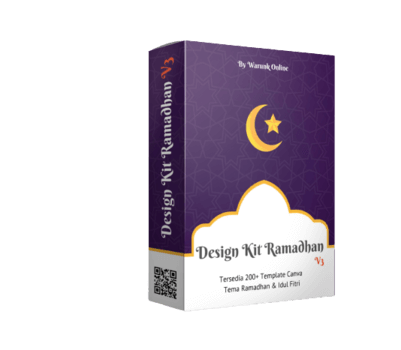 By Warunk Online
Design Kit Ramadhan
V3
Tersedia 200+ Template Canva
Tema Ramadhan & Idul Fitri
Design Kit Ramadhan V3